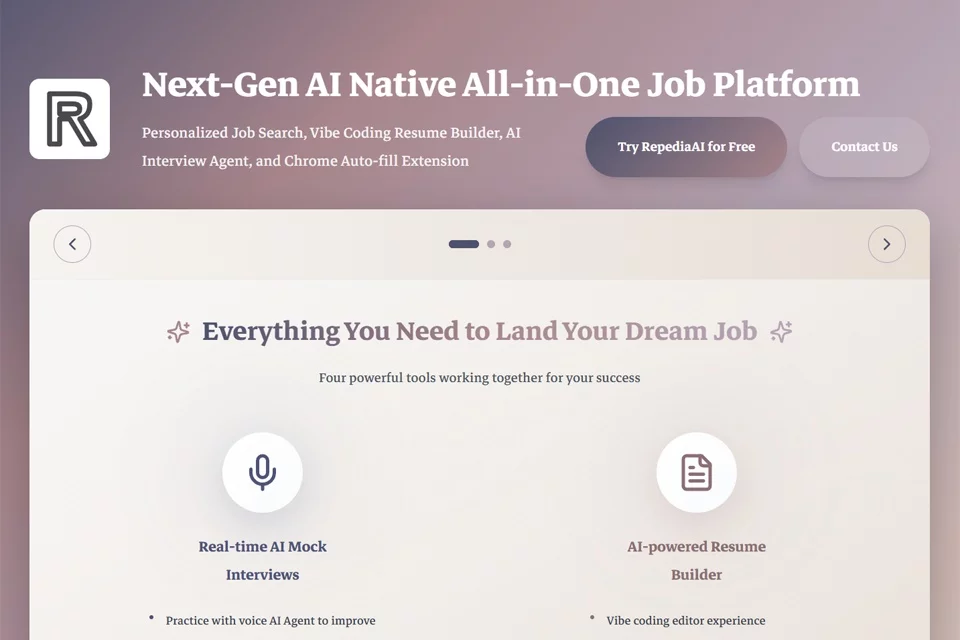 R
Next-Gen AI Native All-in-One Job Platform
Personalized Job Search, Vibe Coding Resume Builder, AI
Interview Agent, and Chrome Auto-fill Extension
Try RepediaAI for Free
Contact Us
Everything You Need to Land Your Dream Job
Four powerful tools working together for your success
Real-time AI Mock
Interviews
• Practice with voice AI Agent to improve
AI-powered Resume
Builder
• Vibe coding editor experience